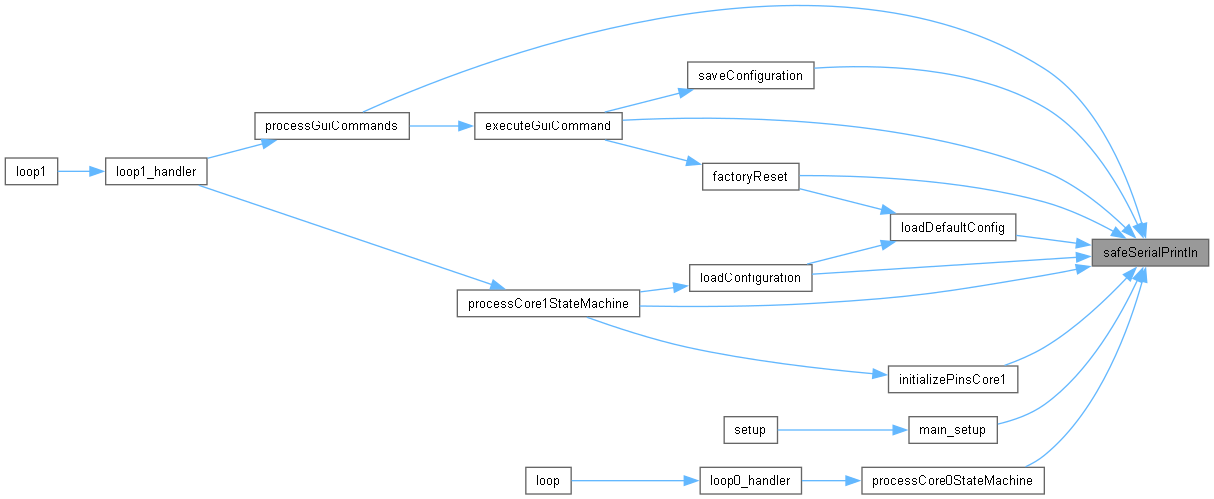 saveConfiguration
processGuiCommands
executeGuiCommand
loop1
loop1_handler
factoryReset
loadDefaultConfig
safeSerialPrintln
loadConfiguration
processCore1StateMachine
initializePinsCore1
setup
main_setup
loop
loop0_handler
processCore0StateMachine